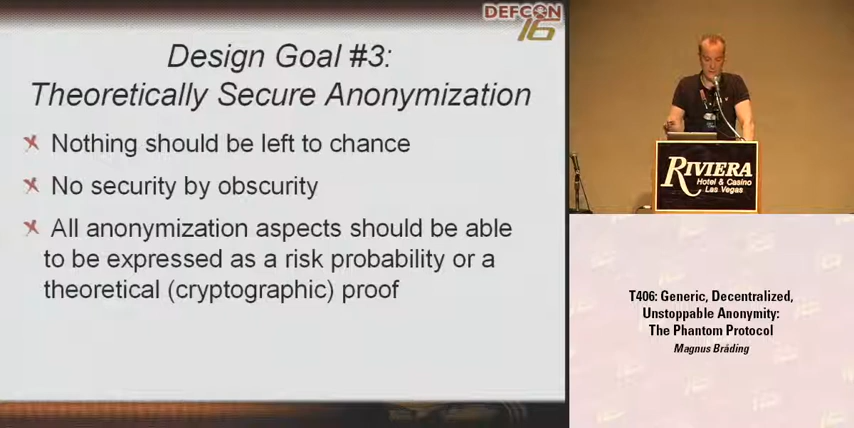 DEFCON
16
Design Goal #3:
Theoretically Secure Anonymization
Nothing should be left to chance
No security by obscurity
All anonymization aspects should be able
to be expressed as a risk probability or a
theoretical (cryptographic) proof
RIVIERA
Hotel & Casino
Las Vegas
T406: Generic, Decentralized,
Unstoppable Anonymity:
The Phantom Protocol
Magnus Bråding